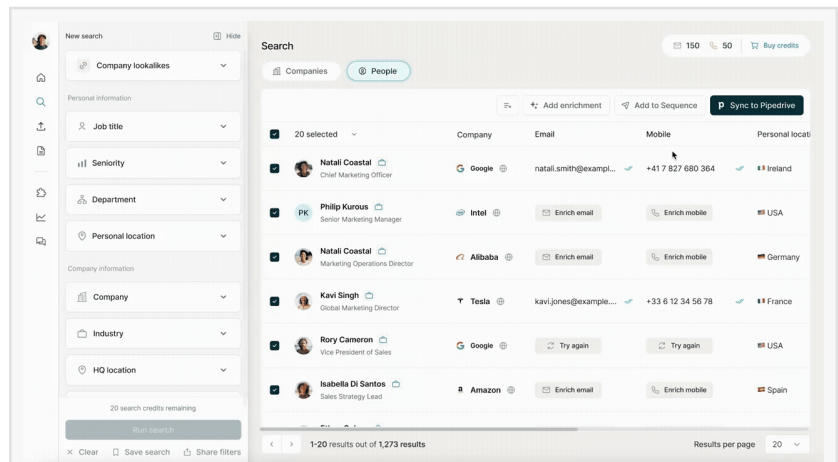 New search
Hide
Company lookalikes
Personal information
Job title
Seniority
Department
Personal location
Company information
Company
Industry
HQ location
20 search credits remaining
Run search
Clear
Save search
Share filters
Search
150
50
Buy credits
Companies
People
Add enrichment
Add to Sequence
Sync to Pipedrive
20 selected
Company
Email
Mobile
Personal locati
Natali Coastal
Chief Marketing Officer
Google
natali.smith@exampl...
+41 7 827 680 364
Ireland
PK
Philip Kurous
Senior Marketing Manager
Intel
Enrich email
Enrich mobile
USA
Natali Coastal
Marketing Operations Director
Alibaba
Enrich email
Enrich mobile
Germany
Kavi Singh
Global Marketing Director
Tesla
kavi.jones@example....
+33 6 12 34 56 78
France
Rory Cameron
Vice President of Sales
Google
Try again
Try again
USA
Isabella Di Santos
Sales Strategy Lead
Amazon
Enrich email
Enrich mobile
Spain
1-20 results out of 1,273 results
Results per page
20